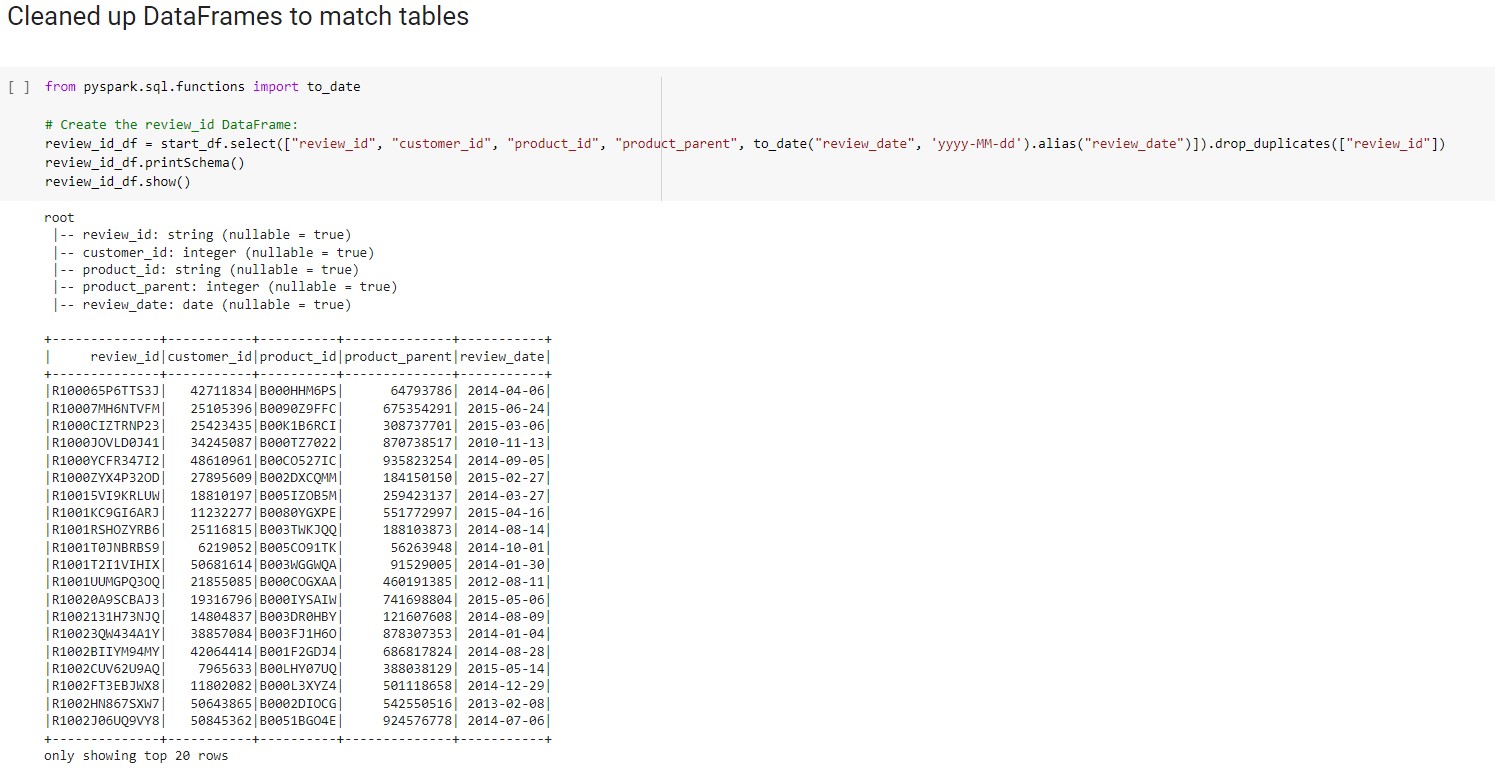 Cleaned up DataFrames to match tables
[ ] from pyspark.sql.functions import to_date
# Create the review_id DataFrame:
review_id_df = start_df.select(["review_id", "customer_id", "product_id", "product_parent", to_date("review_date", 'yyyy-MM-dd').alias("review_date")]).drop_duplicates(["review_id"])
review_id_df.printSchema()
review_id_df.show()
root
 |-- review_id: string (nullable = true)
 |-- customer_id: integer (nullable = true)
 |-- product_id: string (nullable = true)
 |-- product_parent: integer (nullable = true)
 |-- review_date: date (nullable = true)
+--------------+-----------+----------+--------------+-----------+
|     review_id|customer_id|product_id|product_parent|review_date|
+--------------+-----------+----------+--------------+-----------+
|R100065P6TTS3J|   42711834|B000HHM6PS|      64793786| 2014-04-06|
|R10007MH6NTVFM|   25105396|B0090Z9FFC|     675354291| 2015-06-24|
|R1000CIZTRNP23|   25423435|B00K1B6RCI|     308737701| 2015-03-06|
|R1000JOVLD0J41|   34245087|B000TZ7022|     870738517| 2010-11-13|
|R1000YCFR347I2|   48610961|B00CO527IC|     935823254| 2014-09-05|
|R1000ZYX4P32OD|   27895609|B002DXCQMM|     184150150| 2015-02-27|
|R10015VI9KRLUW|   18810197|B005IZOB5M|     259423137| 2014-03-27|
|R1001KC9GI6ARJ|   11232277|B0080YGXPE|     551772997| 2015-04-16|
|R1001RSHOZYRB6|   25116815|B003TWKJQQ|     188103873| 2014-08-14|
|R1001T0JNBRBS9|    6219052|B005CO91TK|      56263948| 2014-10-01|
|R1001T2I1VIHIX|   50681614|B003WGGWQA|      91529005| 2014-01-30|
|R1001UUMGPQ3OQ|   21855085|B000COGXAA|     460191385| 2012-08-11|
|R10020A9SCBAJ3|   19316796|B000IYSAIW|     741698804| 2015-05-06|
|R1002131H73NJQ|   14804837|B003DR0HBY|     121607608| 2014-08-09|
|R10023QW434A1Y|   38857084|B003FJ1H6O|     878307353| 2014-01-04|
|R1002BIIYM94MY|   42064414|B001F2GDJ4|     686817824| 2014-08-28|
|R1002CUV62U9AQ|    7965633|B00LHY07UQ|     388038129| 2015-05-14|
|R1002FT3EBJWX8|   11802082|B000L3XYZ4|     501118658| 2014-12-29|
|R1002HN867SXW7|   50643865|B0002DIOCG|     542550516| 2013-02-08|
|R1002J06UQ9VY8|   50845362|B0051BGO4E|     924576778| 2014-07-06|
+--------------+-----------+----------+--------------+-----------+
only showing top 20 rows